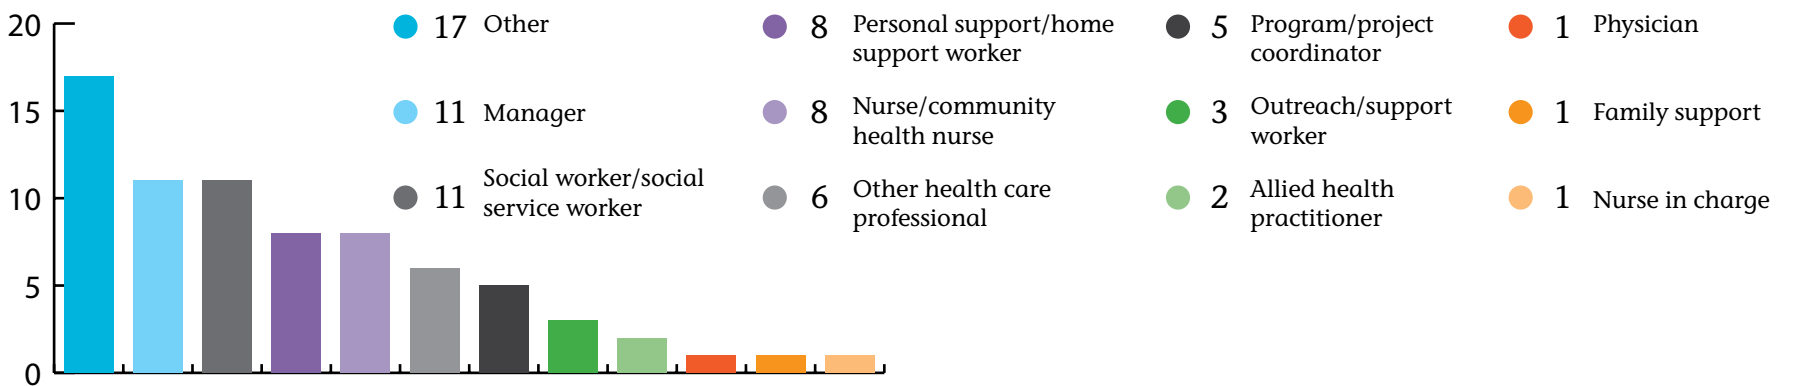 20
15
10
5
0
17 Other
11 Manager
11 Social worker/social
service worker
8 Personal support/home
support worker
8 Nurse/community
health nurse
6 Other health care
professional
5 Program/project
coordinator
3 Outreach/support
worker
2 Allied health
practitioner
1 Physician
1 Family support
1 Nurse in charge